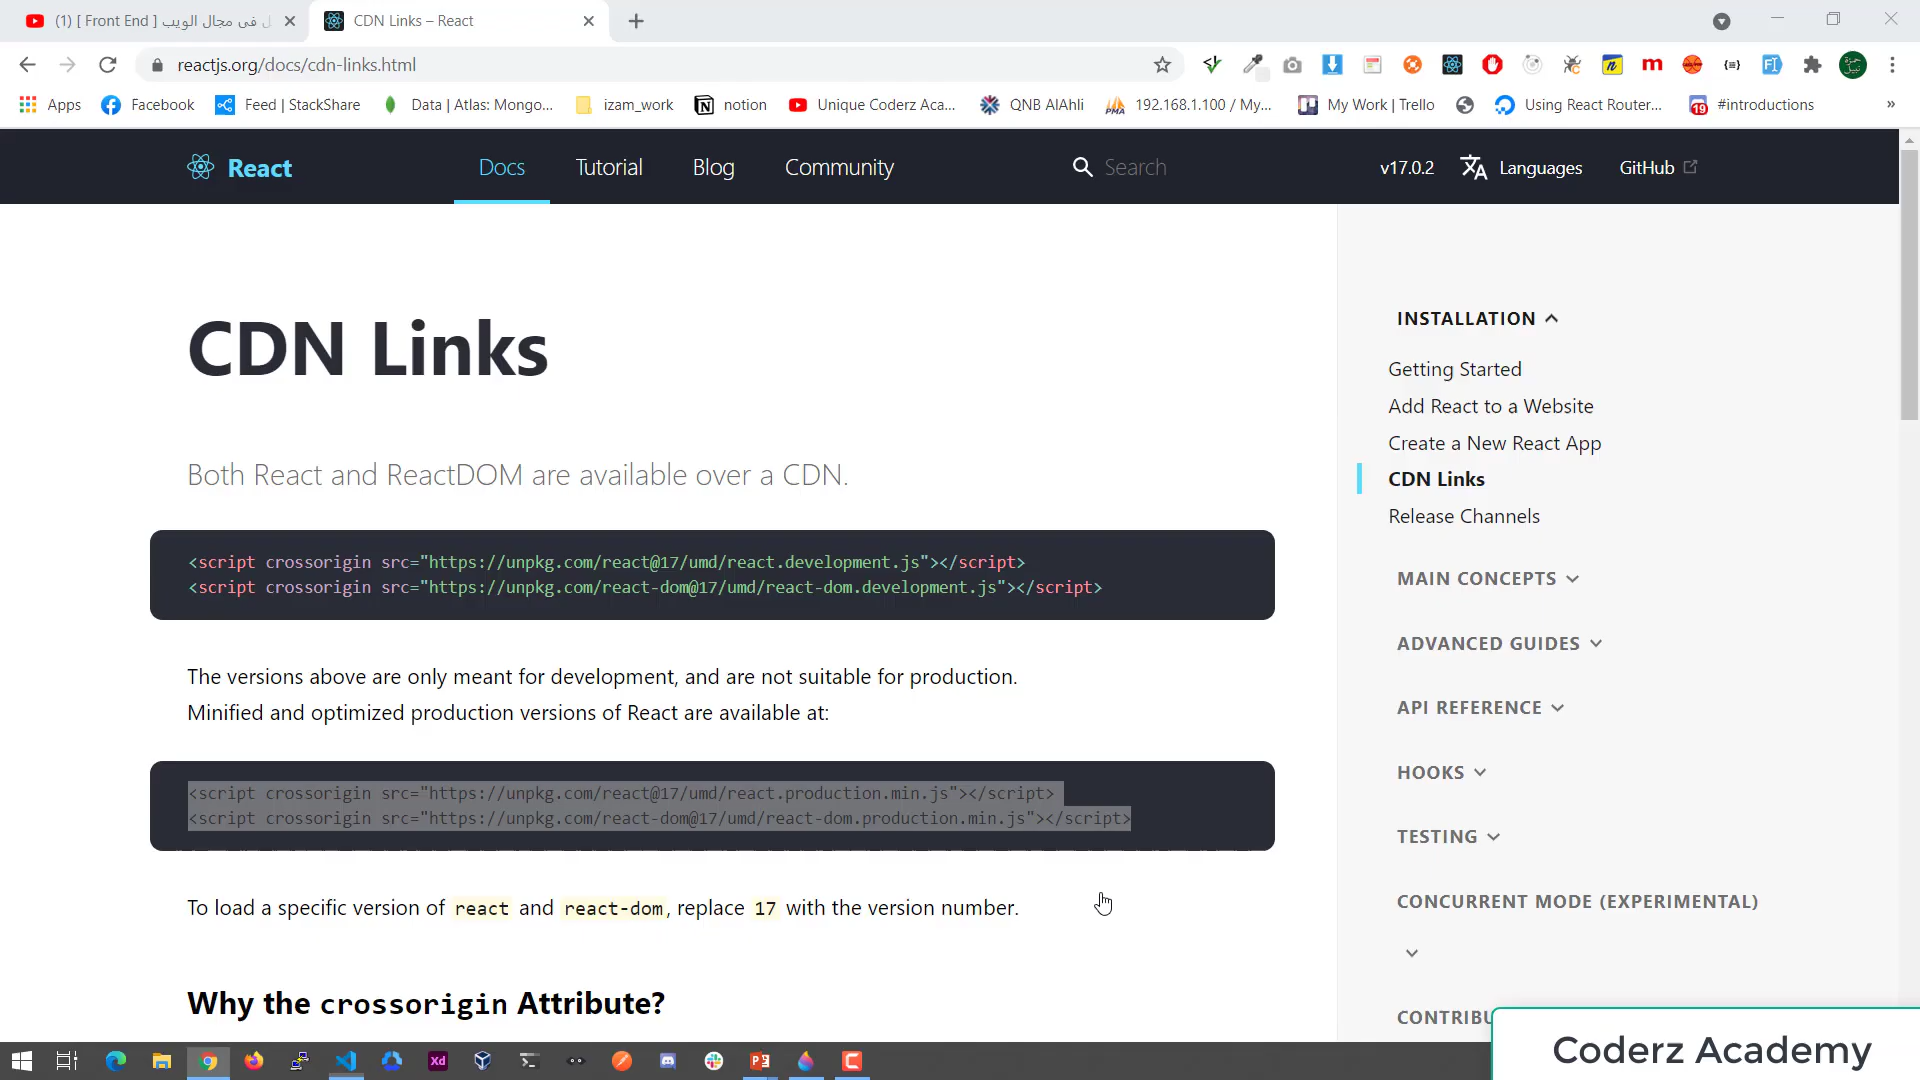 (1) [ Front End ] ل فى مجال الويب
CDN Links – React
reactjs.org/docs/cdn-links.html
Apps
Facebook
Feed | StackShare
Data | Atlas: Mongo...
izam_work
notion
Unique Coderz Aca...
QNB AlAhli
192.168.1.100 / My...
My Work | Trello
Using React Router...
#introductions
»
React
Docs
Tutorial
Blog
Community
Search
v17.0.2
Languages
GitHub
CDN Links
Both React and ReactDOM are available over a CDN.
<script crossorigin src="https://unpkg.com/react@17/umd/react.development.js"></script>
<script crossorigin src="https://unpkg.com/react-dom@17/umd/react-dom.development.js"></script>
The versions above are only meant for development, and are not suitable for production.
Minified and optimized production versions of React are available at:
<script crossorigin src="https://unpkg.com/react@17/umd/react.production.min.js"></script>
<script crossorigin src="https://unpkg.com/react-dom@17/umd/react-dom.production.min.js"></script>
To load a specific version of react and react-dom, replace 17 with the version number.
Why the crossorigin Attribute?
INSTALLATION
Getting Started
Add React to a Website
Create a New React App
CDN Links
Release Channels
MAIN CONCEPTS
ADVANCED GUIDES
API REFERENCE
HOOKS
TESTING
CONCURRENT MODE (EXPERIMENTAL)
CONTRIBU
Coderz Academy